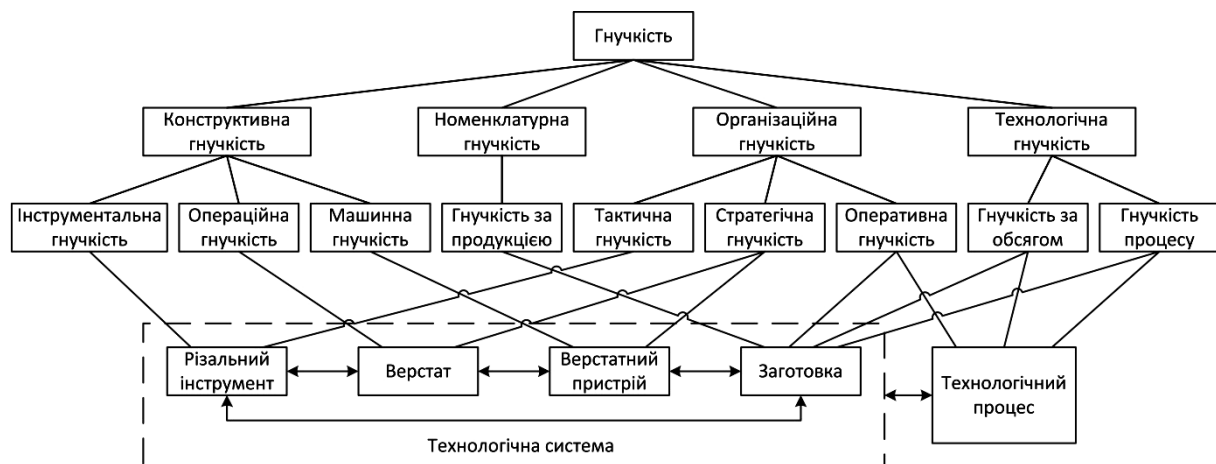 Гнучкість
Конструктивна
гнучкість
Номенклатурна
гнучкість
Організаційна
гнучкість
Технологічна
гнучкість
Інструментальна
гнучкість
Операційна
гнучкість
Машинна
гнучкість
Гнучкість за
продукцією
Тактична
гнучкість
Стратегічна
гнучкість
Оперативна
гнучкість
Гнучкість за
обсягом
Гнучкість
процесу
Різальний
інструмент
Верстат
Верстатний
пристрій
Заготовка
Технологічний
процес
Технологічна система